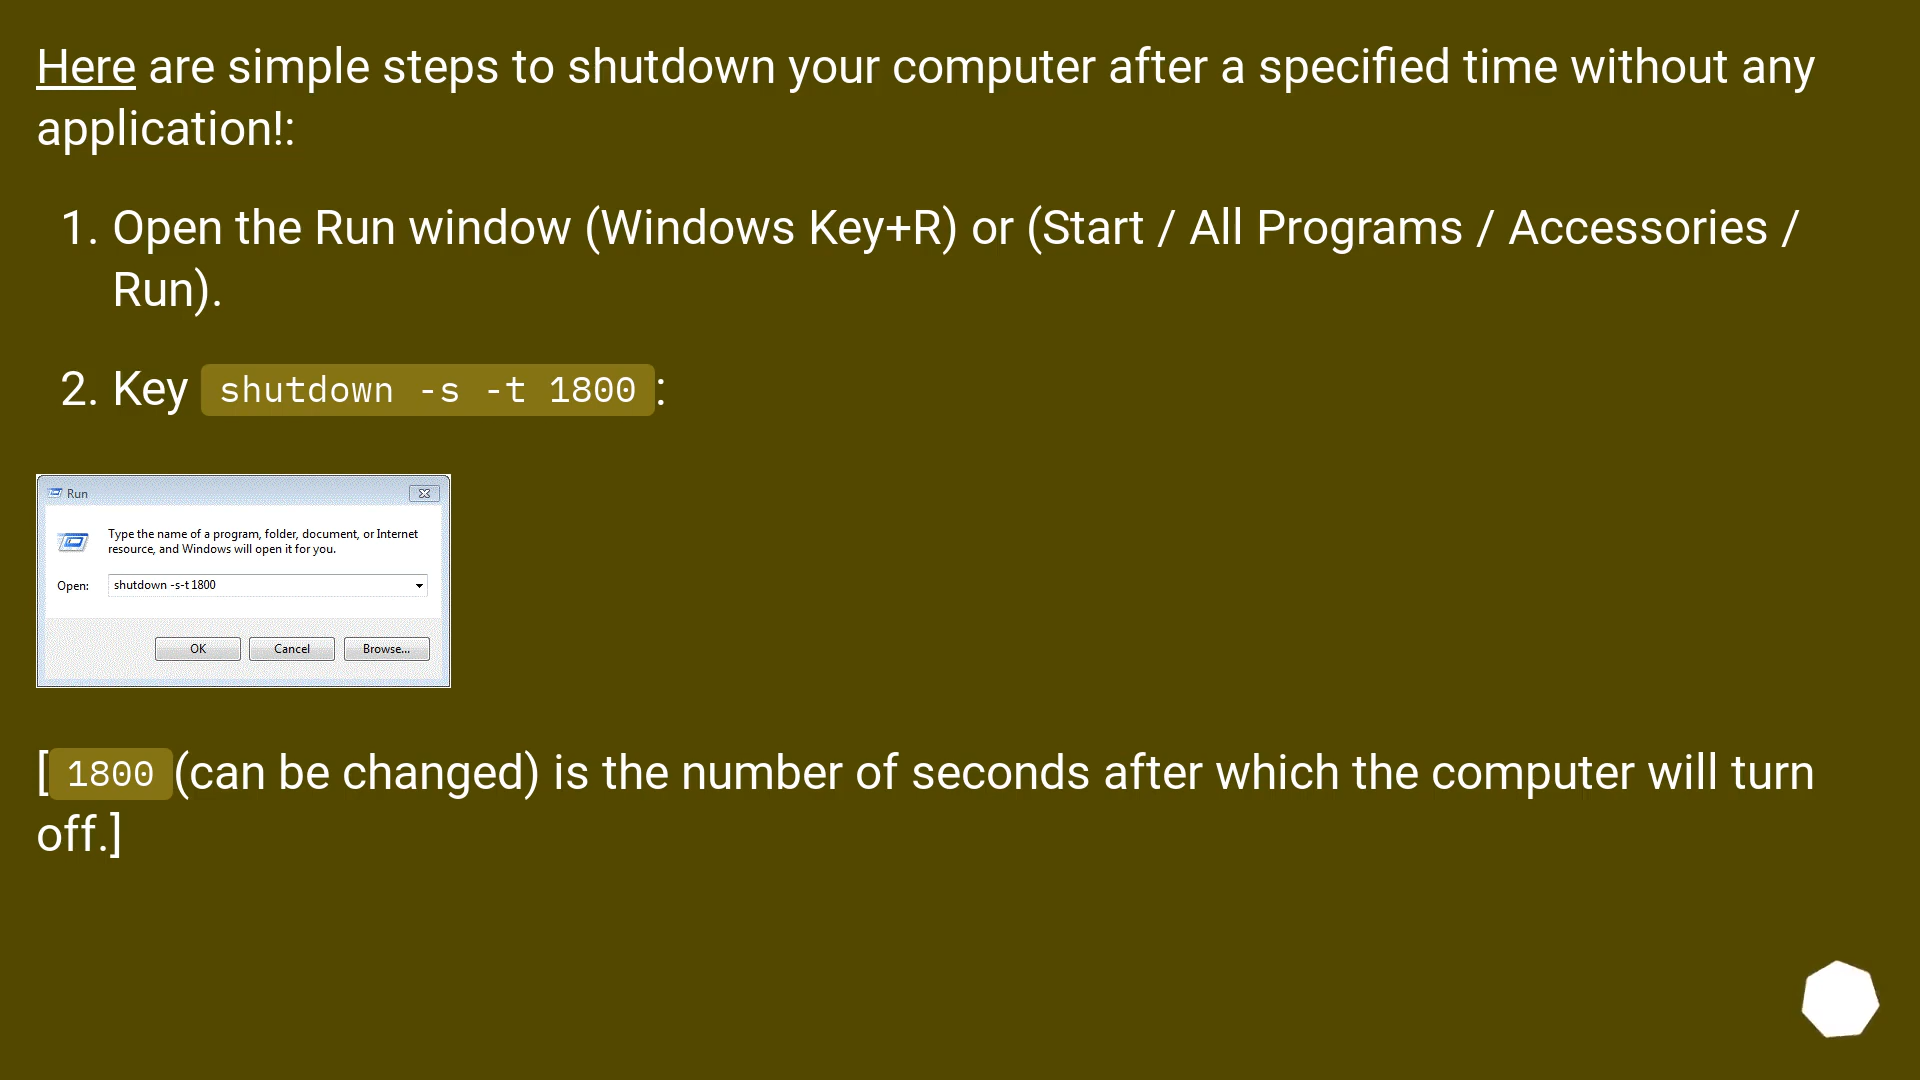 Here are simple steps to shutdown your computer after a specified time without any
application!:
1. Open the Run window (Windows Key+R) or (Start / All Programs / Accessories /
Run).
2. Key shutdown -s -t 1800:
Run
Type the name of a program, folder, document, or Internet
resource, and Windows will open it for you.
Open: shutdown -s-t 1800
OK Cancel Browse...
[1800(can be changed) is the number of seconds after which the computer will turn
off.]